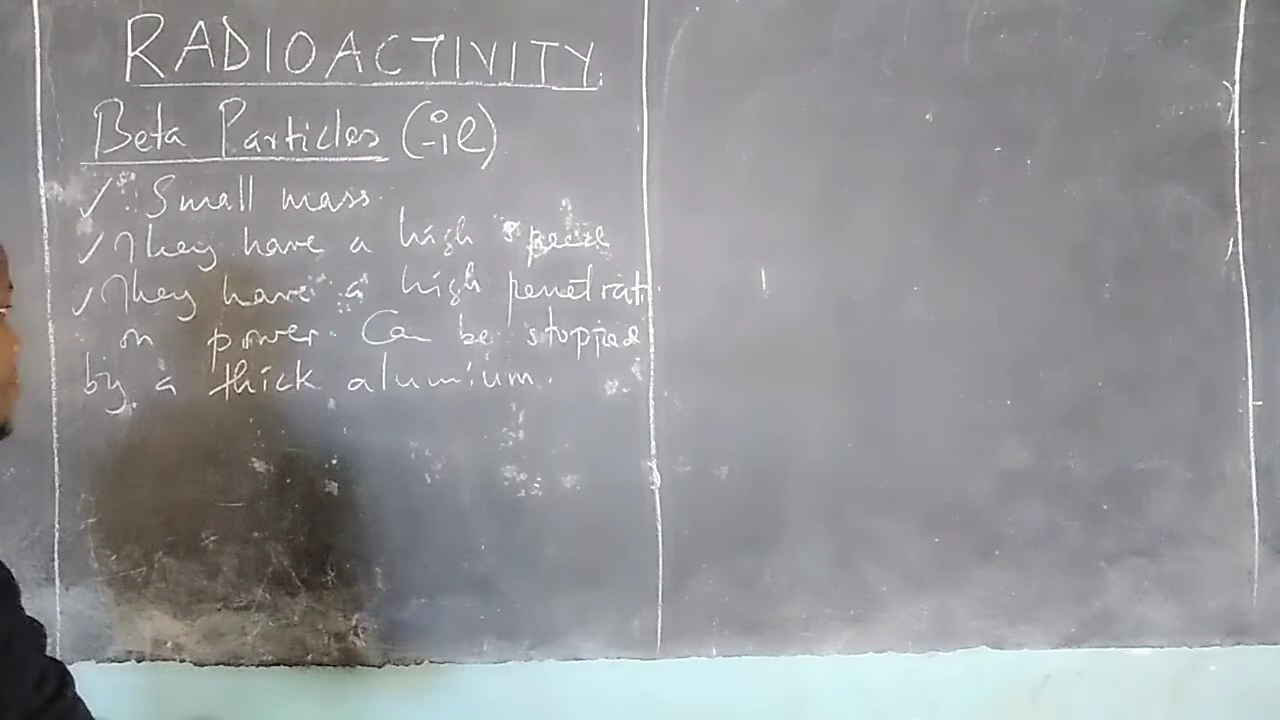 RADIOACTIVITY.
Beta Particles (⁰₋₁e)
✓ Small mass.
✓ They have a high speed
✓ They have a high penetrati
on power. Can be stopped
by a thick alumium.